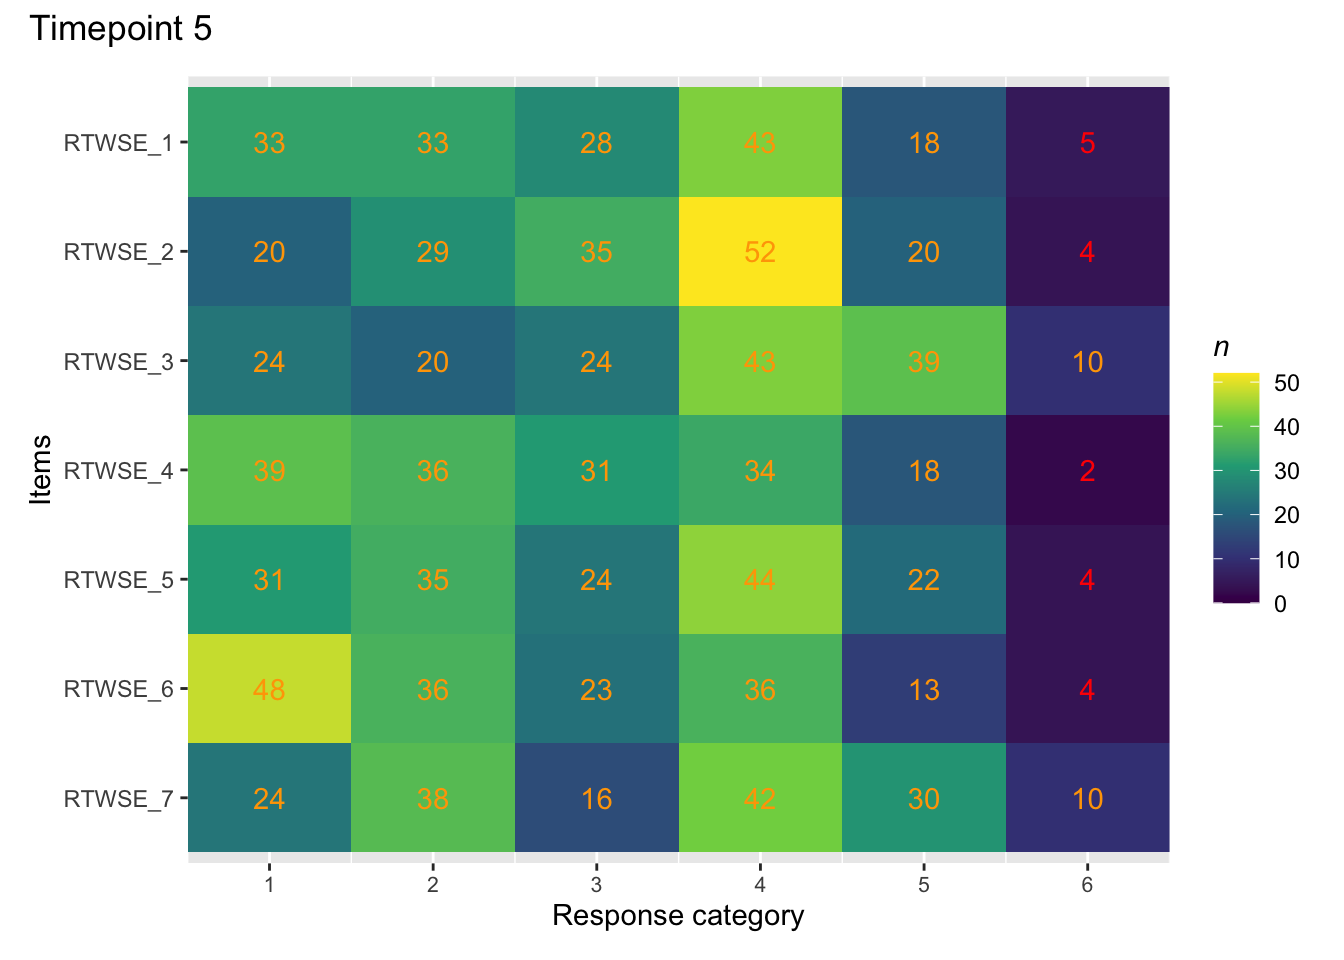 Timepoint 5
RTWSE_1 33 33 28 43 18 5
RTWSE_2 20 29 35 52 20 4
RTWSE_3 24 20 24 43 39 10
RTWSE_4 39 36 31 34 18 2
RTWSE_5 31 35 24 44 22 4
RTWSE_6 48 36 23 36 13 4
RTWSE_7 24 38 16 42 30 10
1 2 3 4 5 6
Response category
Items
n
50
40
30
20
10
0